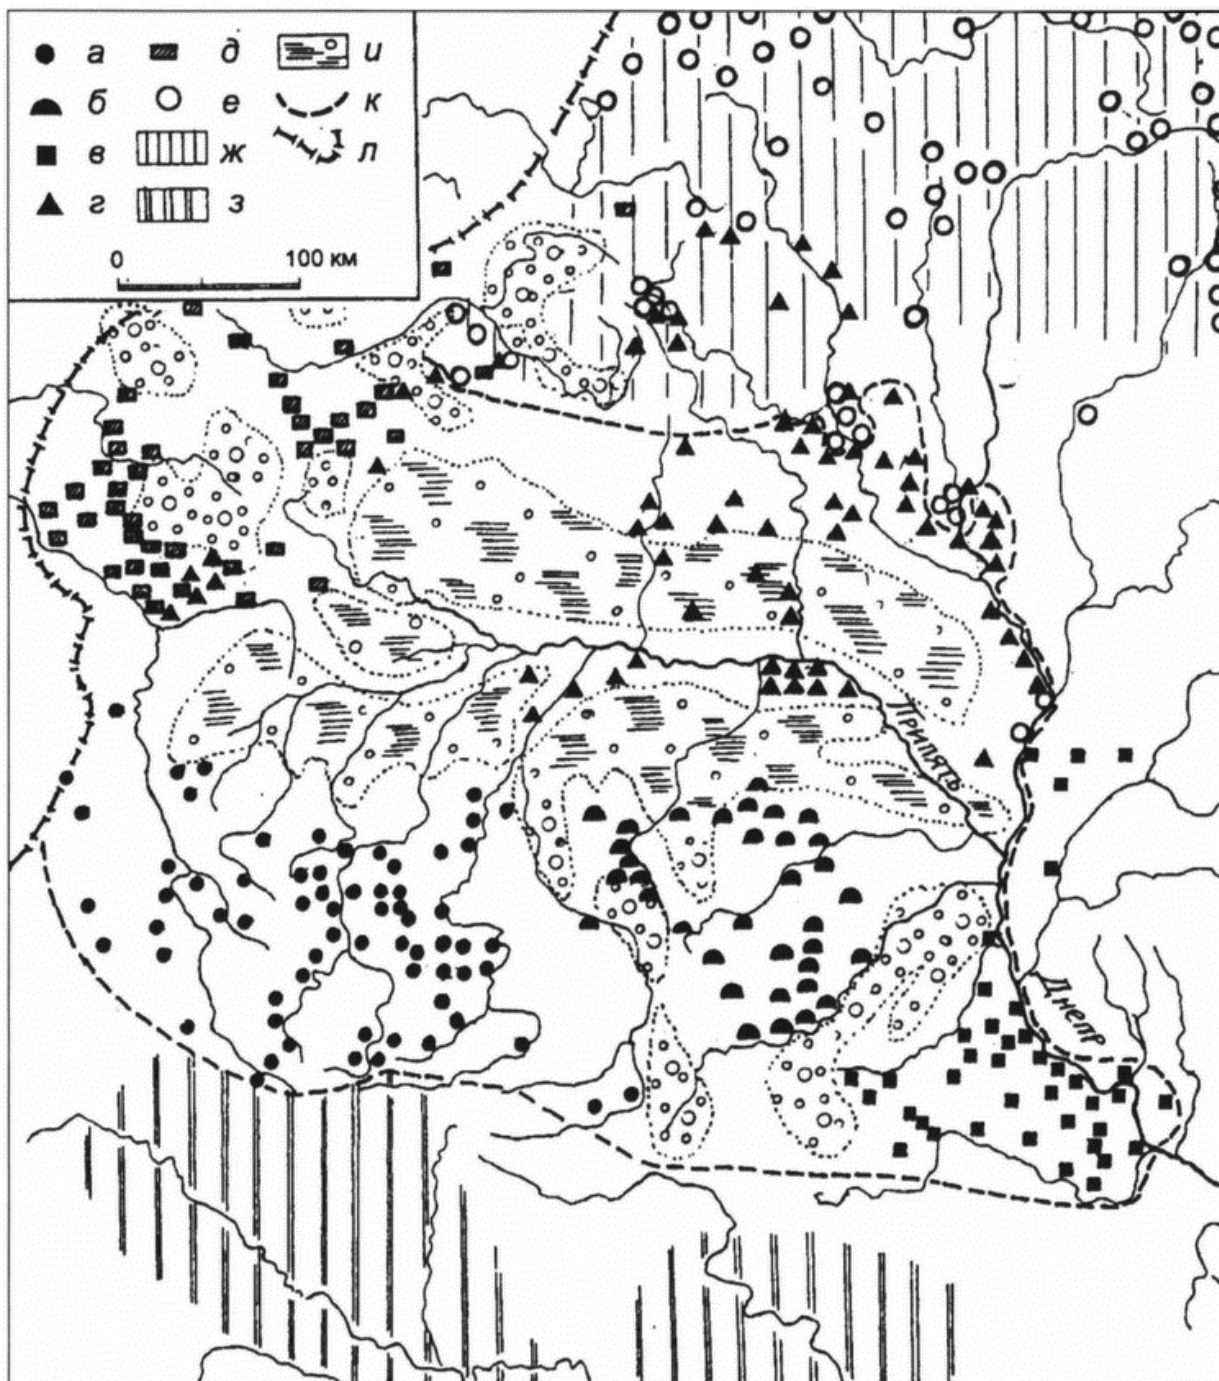 а д и
б е к
в ж л
г з
0 100 км
Припять
Днепр